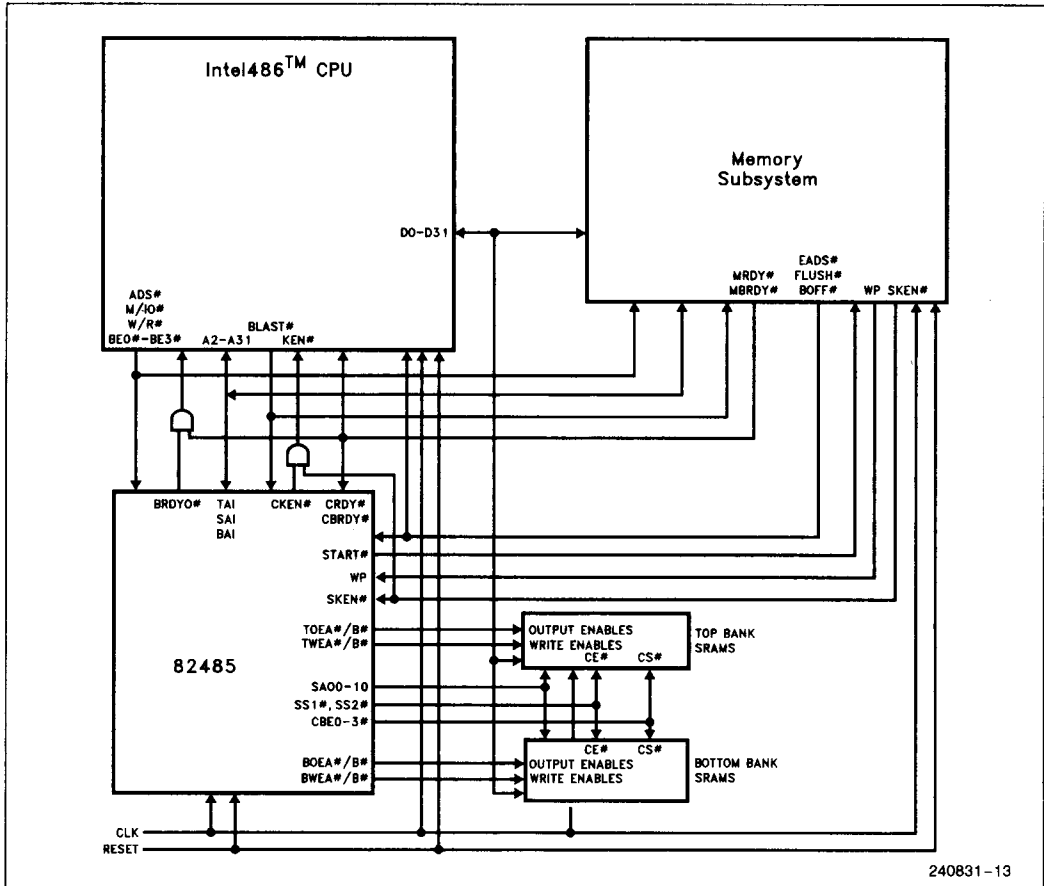 Intel486™ CPU
Memory
Subsystem
D0-D31
ADS#
M/IO#
W/R#
BE0#-BE3#
A2-A31
BLAST#
KEN#
MRDY#
MBRDY#
EADS#
FLUSH#
BOFF#
WP SKEN#
BRDYO#
TAI
SAI
BAI
CKEN#
CRDY#
CBRDY#
START#
WP
SKEN#
TOEA#/B#
TWEA#/B#
82485
SA00-10
SS1#, SS2#
CBE0-3#
BOEA#/B#
BWEA#/B#
OUTPUT ENABLES
WRITE ENABLES
CE# CS#
TOP BANK
SRAMS
CE# CS#
OUTPUT ENABLES
WRITE ENABLES
BOTTOM BANK
SRAMS
CLK
RESET
240831-13